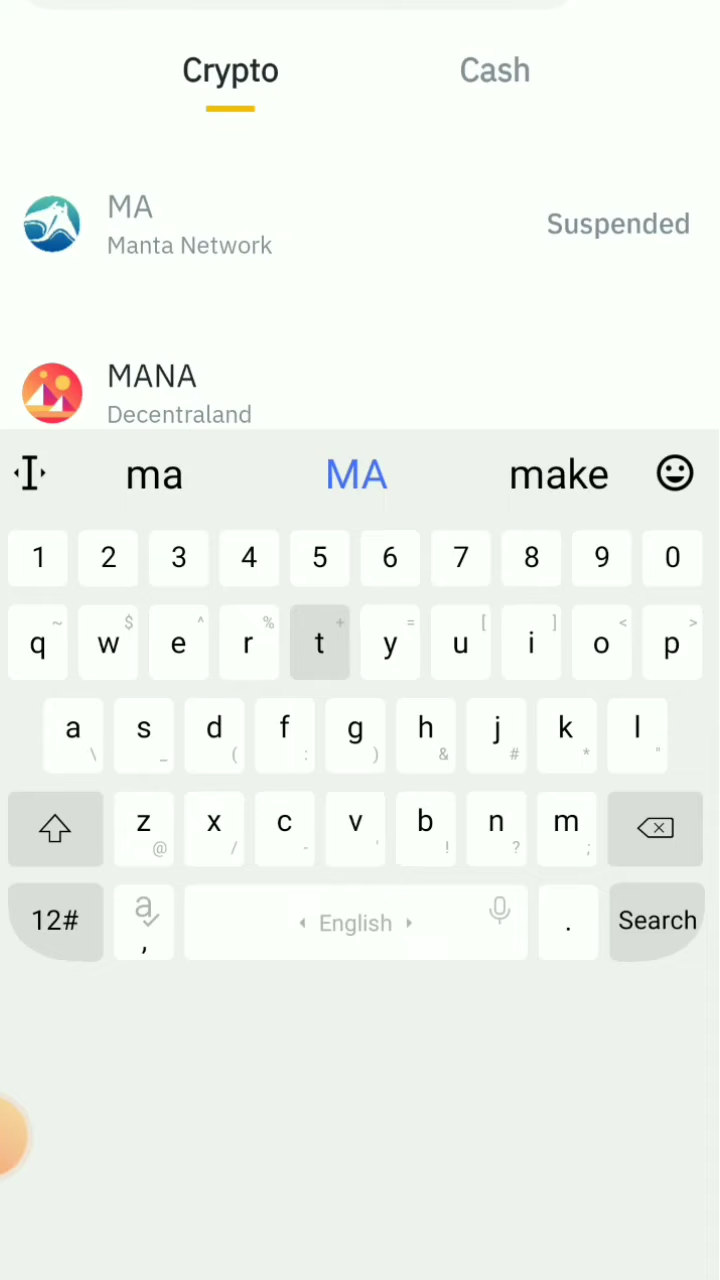 Crypto Cash
MA
Suspended
Manta Network
MANA
Decentraland
ma MA make
1 2 3 4 5 6 7 8 9 0
~ $ ^ % + = [ ] < >
q w e r t y u i o p
a s d f g h j k l
\ _ ( : ) & # * "
z x c v b n m
@ / - ' ! ? ;
12# a , English . Search